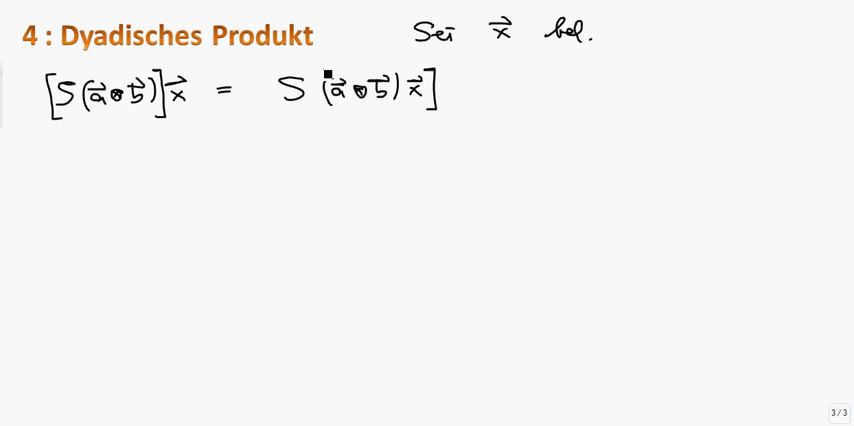 4 : Dyadisches Produkt Sei x⃗ bel.
[S(a⃗⊗b⃗)]x⃗ = S (a⃗⊗b⃗)x⃗]
3 / 3